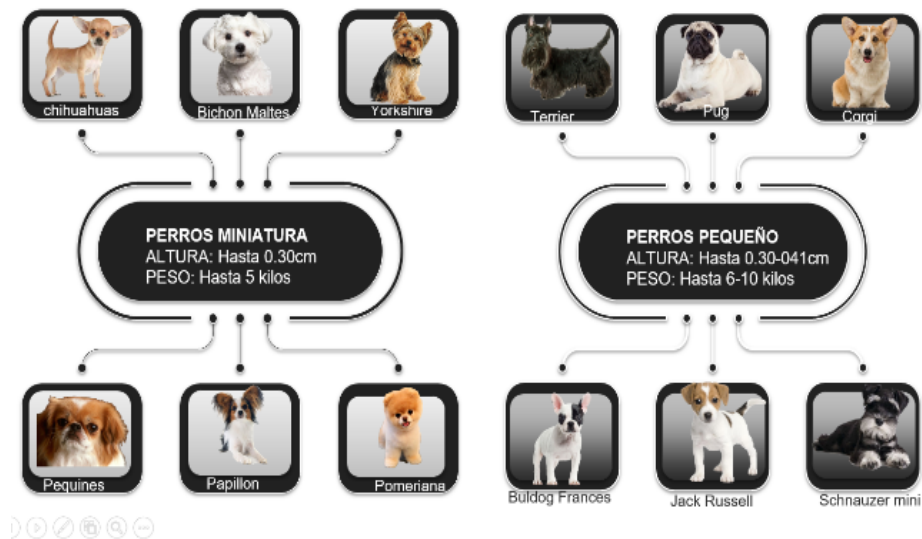 chihuahuas
Bichon Maltes
Yorkshire
Terrier
Pug
Corgi
PERROS MINIATURA
ALTURA: Hasta 0.30cm
PESO: Hasta 5 kilos
PERROS PEQUEÑO
ALTURA: Hasta 0.30-041cm
PESO: Hasta 6-10 kilos
Pequines
Papillon
Pomeriana
Buldog Frances
Jack Russell
Schnauzer mini